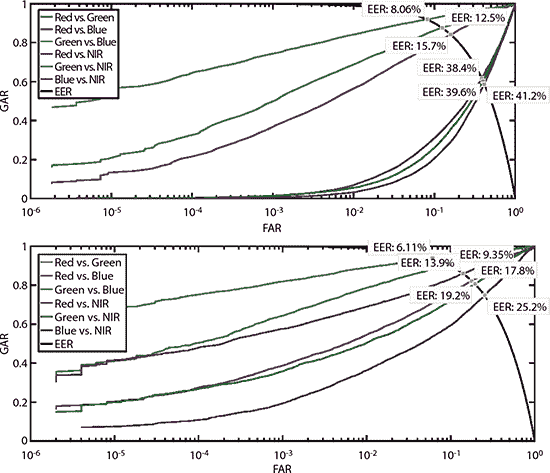 EER: 8.06%
EER: 12.5%
EER: 15.7%
EER: 38.4%
EER: 39.6%
EER: 41.2%
Red vs. Green
Red vs. Blue
Green vs. Blue
Red vs. NIR
Green vs. NIR
Blue vs. NIR
EER
GAR
1
0.8
0.6
0.4
0.2
0
10-6
10-5
10-4
10-3
10-2
10-1
100
FAR
EER: 6.11%
EER: 9.35%
EER: 13.9%
EER: 17.8%
EER: 19.2%
EER: 25.2%
Red vs. Green
Red vs. Blue
Green vs. Blue
Red vs. NIR
Green vs. NIR
Blue vs. NIR
EER
GAR
1
0.8
0.6
0.4
0.2
0
10-6
10-5
10-4
10-3
10-2
10-1
100
FAR